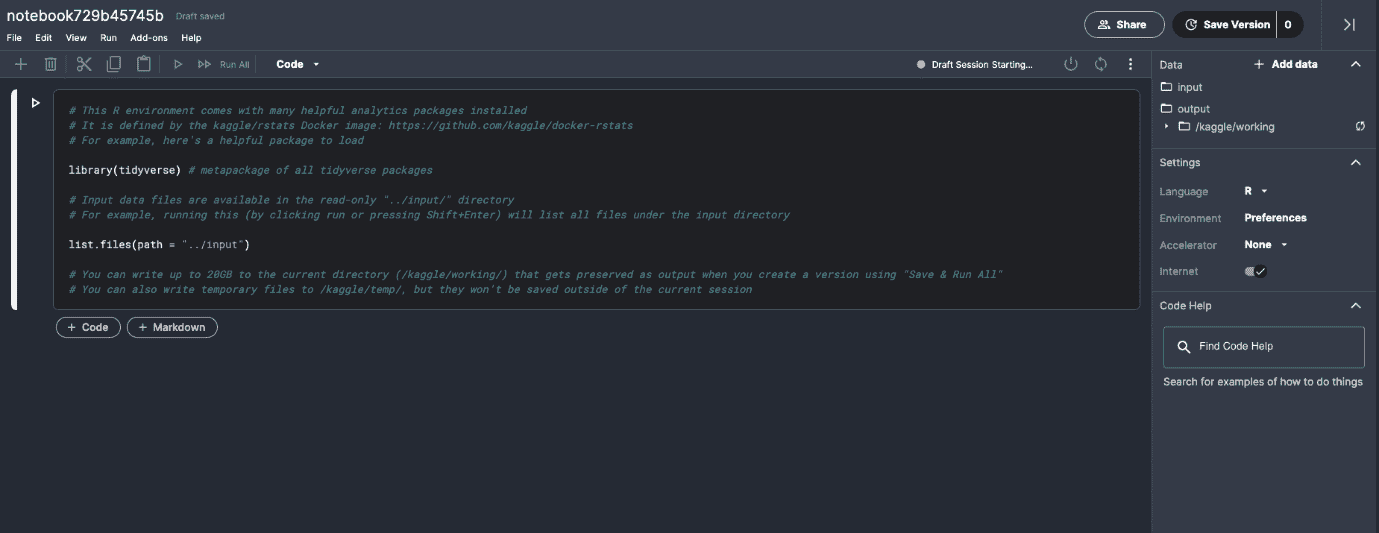 notebook729b45745b Draft saved
File Edit View Run Add-ons Help
Share
Save Version 0
Run All
Code
Draft Session Starting...
# This R environment comes with many helpful analytics packages installed
# It is defined by the kaggle/rstats Docker image: https://github.com/kaggle/docker-rstats
# For example, here's a helpful package to load
library(tidyverse) # metapackage of all tidyverse packages
# Input data files are available in the read-only "../input/" directory
# For example, running this (by clicking run or pressing Shift+Enter) will list all files under the input directory
list.files(path = "../input")
# You can write up to 20GB to the current directory (/kaggle/working/) that gets preserved as output when you create a version using "Save & Run All"
# You can also write temporary files to /kaggle/temp/, but they won't be saved outside of the current session
+ Code + Markdown
Data + Add data
input
output
/kaggle/working
Settings
Language R
Environment Preferences
Accelerator None
Internet
Code Help
Find Code Help
Search for examples of how to do things